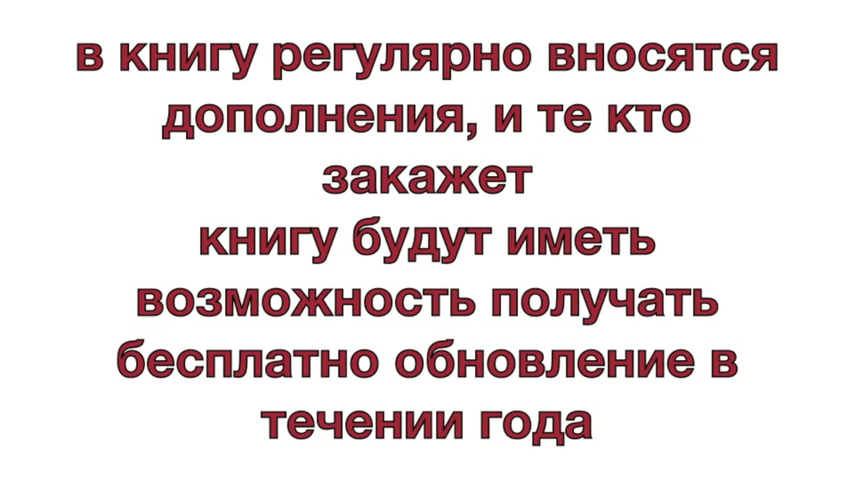 в книгу регулярно вносятся
дополнения, и те кто
закажет
книгу будут иметь
возможность получать
бесплатно обновление в
течении года